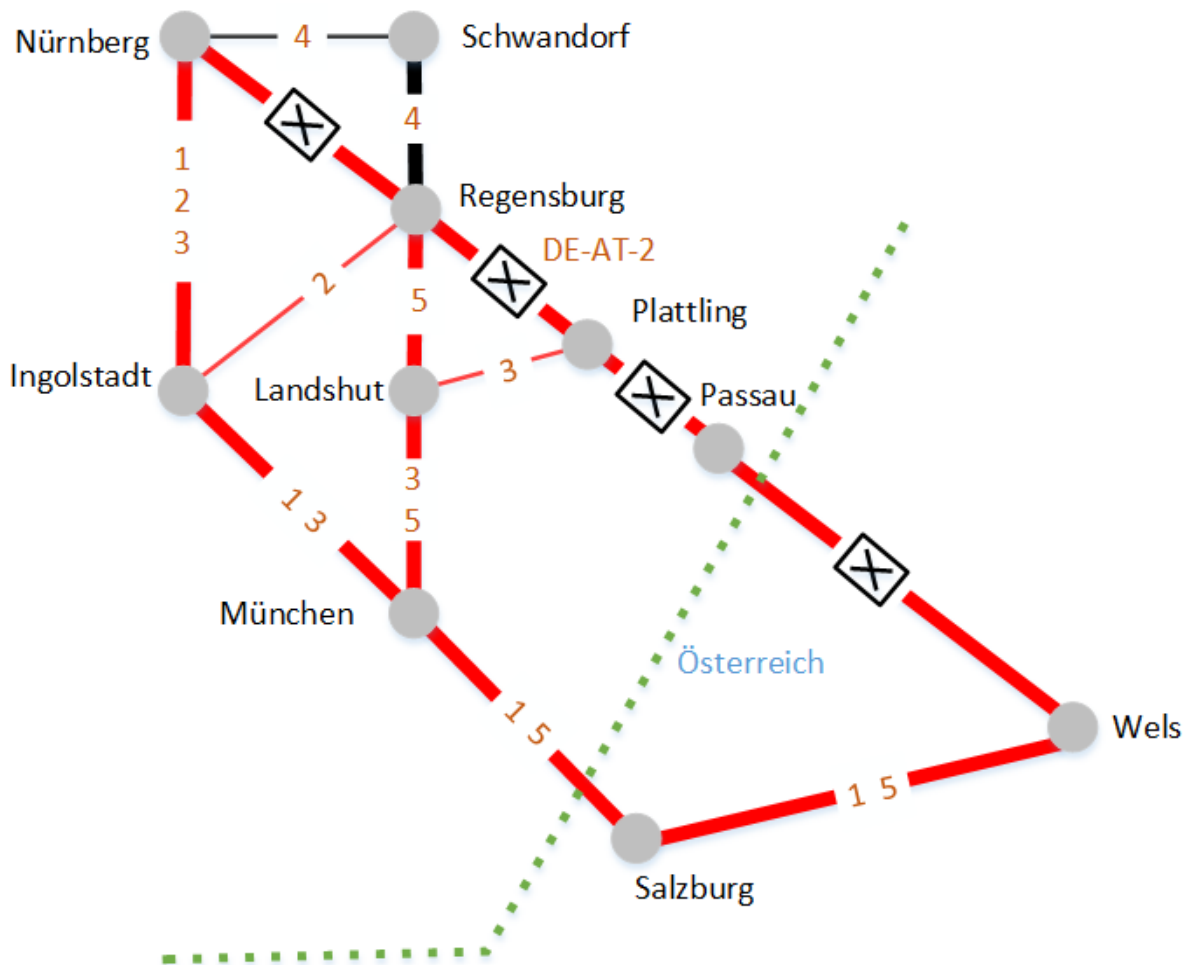 Nürnberg
4
Schwandorf
1
2
3
4
Regensburg
DE-AT-2
2
5
Plattling
Ingolstadt
Landshut
3
Passau
1 3
3
5
München
Österreich
1 5
Wels
1 5
Salzburg